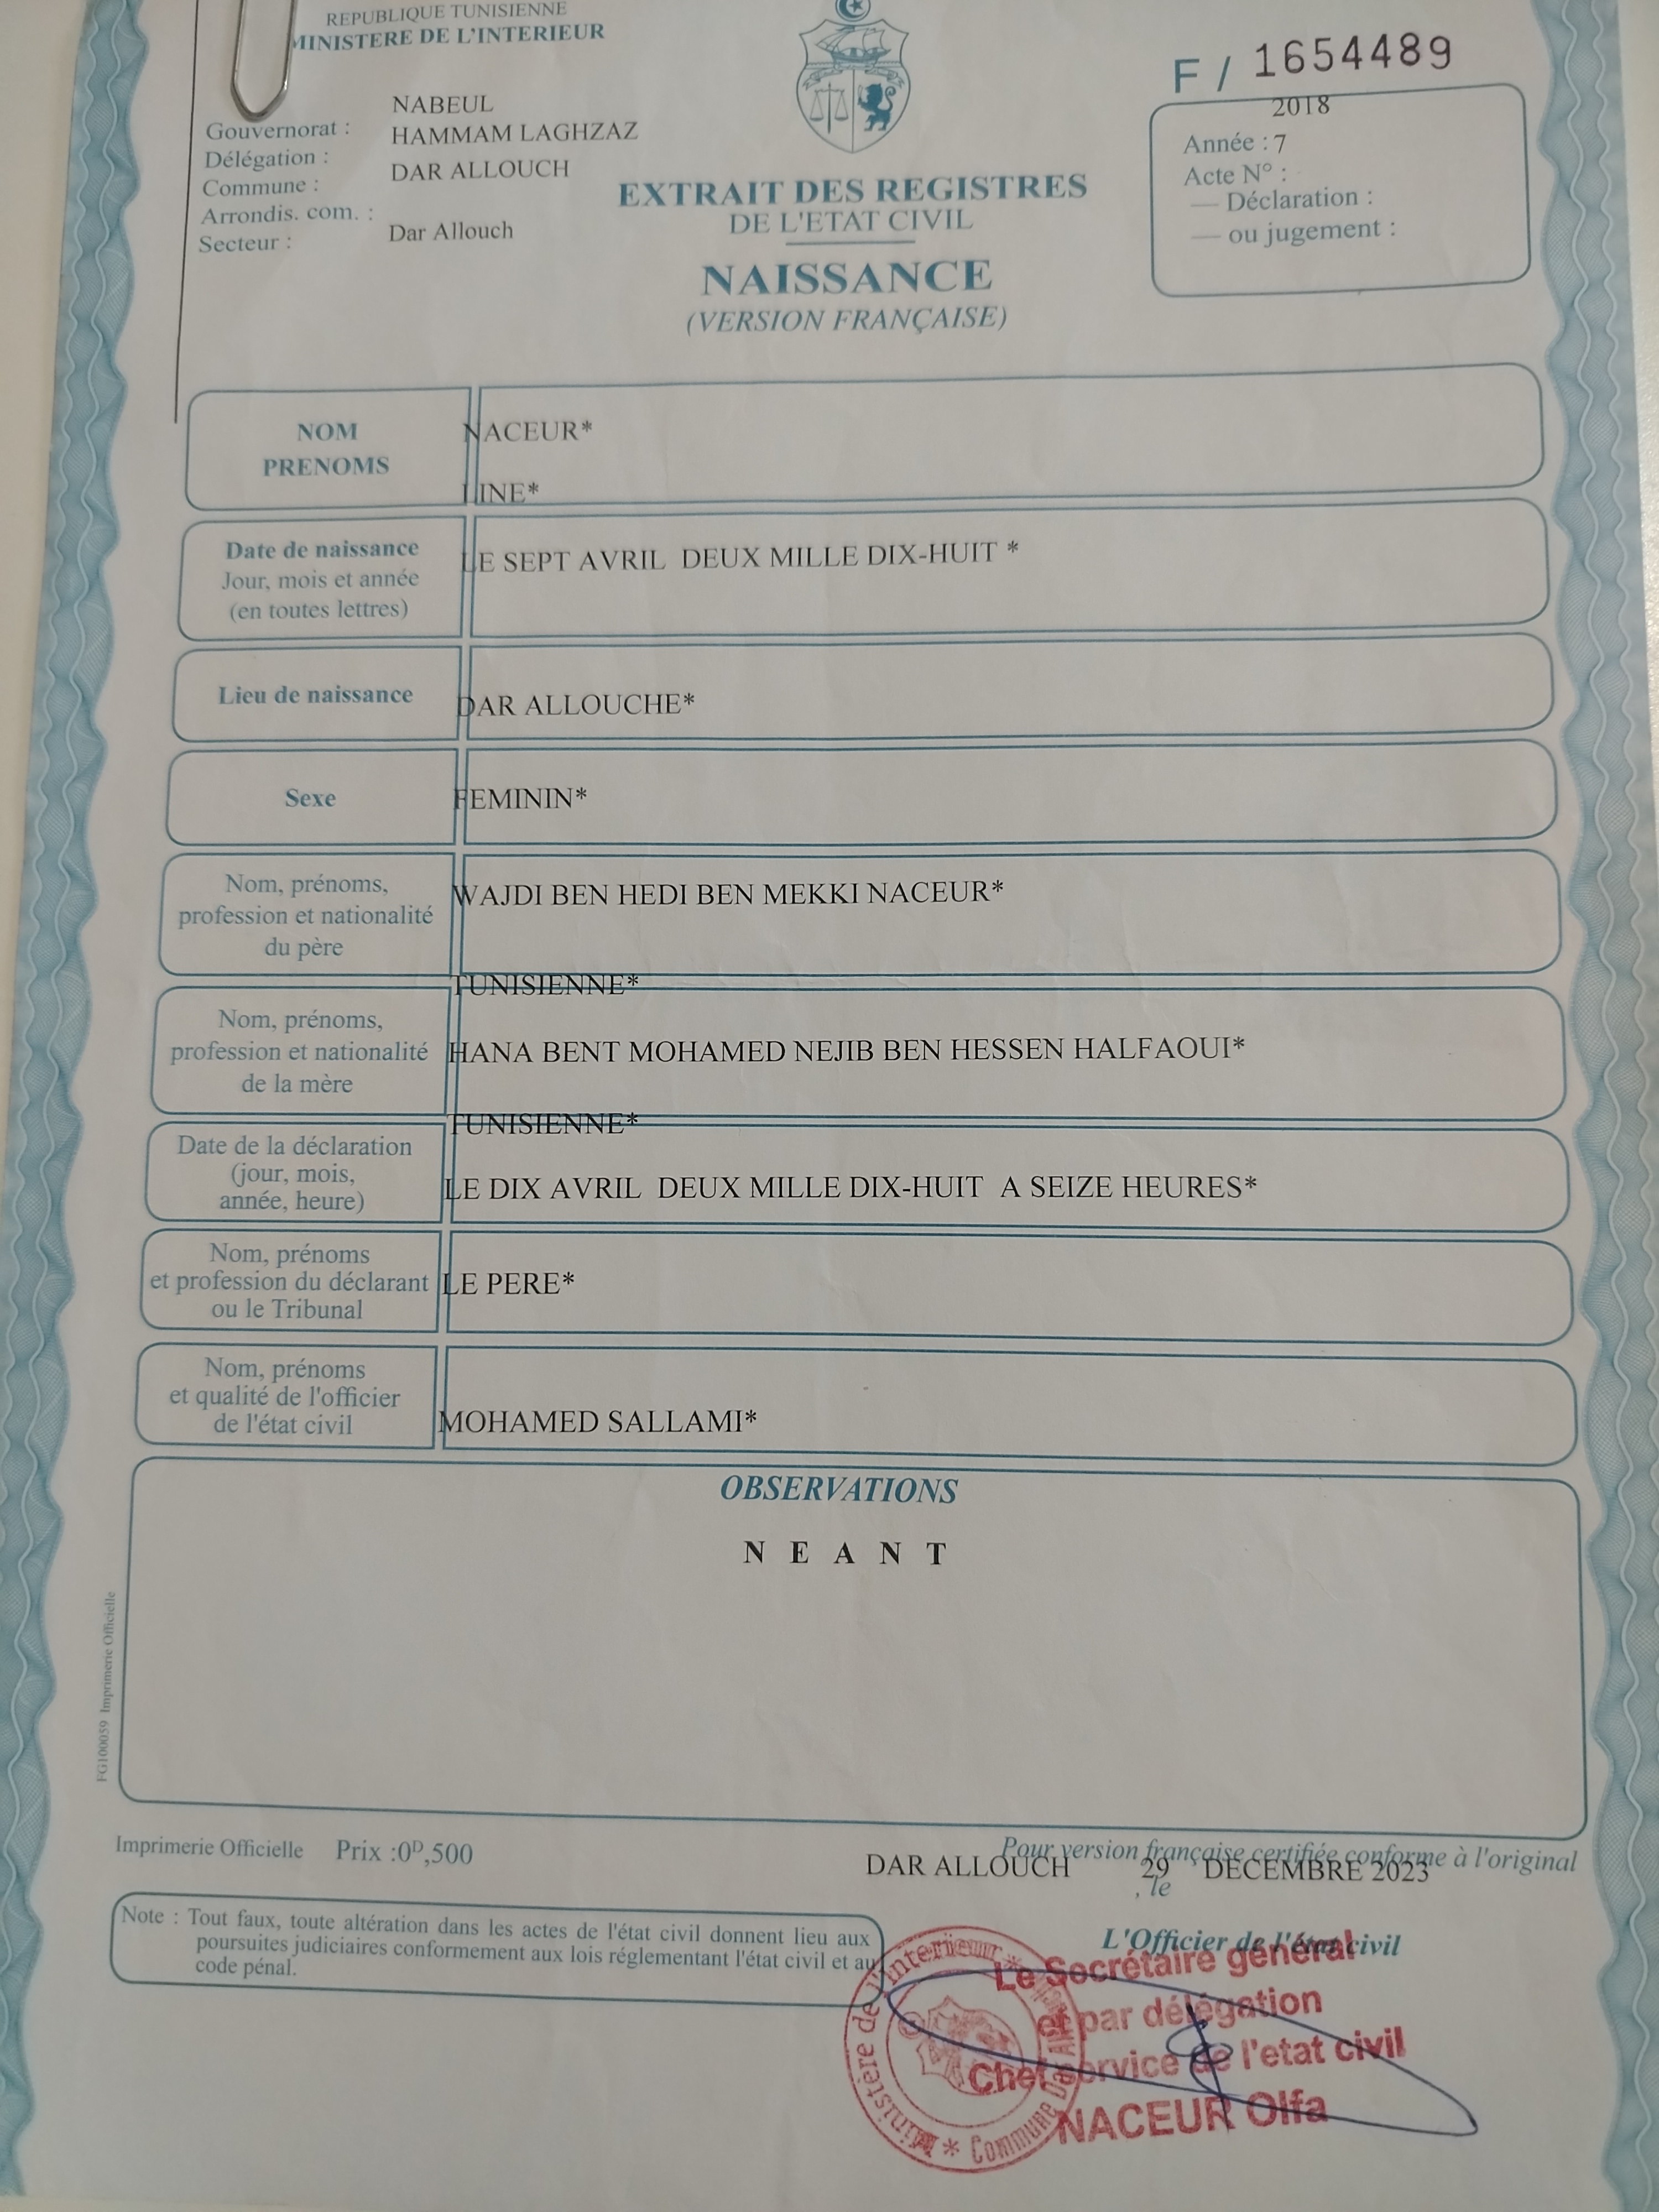 REPUBLIQUE TUNISIENNE
MINISTERE DE L'INTERIEUR
F / 1654489
NABEUL
Gouvernorat :
HAMMAM LAGHZAZ
Délégation :
DAR ALLOUCH
Commune :
Arrondis. com. :
Dar Allouch
Secteur :
EXTRAIT DES REGISTRES
DE L'ETAT CIVIL
NAISSANCE
(VERSION FRANÇAISE)
2018
Année : 7
Acte N° :
— Déclaration :
— ou jugement :
NOM
PRENOMS
NACEUR*
LINE*
Date de naissance
Jour, mois et année
(en toutes lettres)
LE SEPT AVRIL DEUX MILLE DIX-HUIT *
Lieu de naissance
DAR ALLOUCHE*
Sexe
FEMININ*
Nom, prénoms,
profession et nationalité
du père
WAJDI BEN HEDI BEN MEKKI NACEUR*
TUNISIENNE*
Nom, prénoms,
profession et nationalité
de la mère
HANA BENT MOHAMED NEJIB BEN HESSEN HALFAOUI*
TUNISIENNE*
Date de la déclaration
(jour, mois,
année, heure)
LE DIX AVRIL DEUX MILLE DIX-HUIT A SEIZE HEURES*
Nom, prénoms
et profession du déclarant
ou le Tribunal
LE PERE*
Nom, prénoms
et qualité de l'officier
de l'état civil
MOHAMED SALLAMI*
OBSERVATIONS
N E A N T
FG100059 Imprimerie Officielle
Imprimerie Officielle Prix :0D,500
Pour version française certifiée conforme à l'original
DAR ALLOUCH 29 DECEMBRE 2023
, le
Note : Tout faux, toute altération dans les actes de l'état civil donnent lieu aux
poursuites judiciaires conformement aux lois réglementant l'état civil et au
code pénal.
L'Officier de l'état civil
Le Secrétaire général
et par délégation
Chef service de l'etat civil
NACEUR Olfa
Ministère de l'interieur * Commune